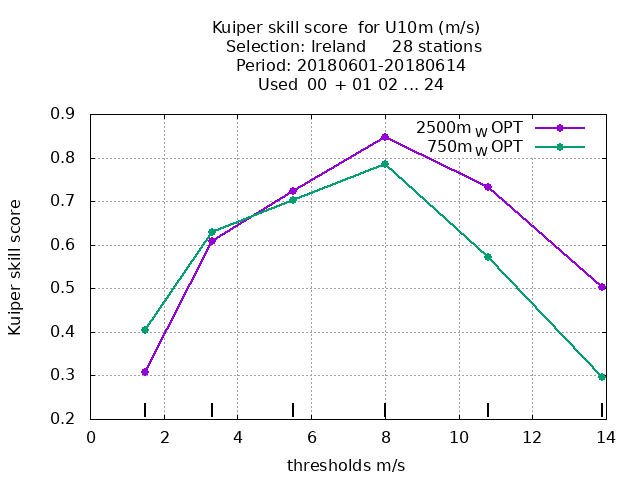 Kuiper skill score  for U10m (m/s)
Selection: Ireland     28 stations
Period: 20180601-20180614
Used  00  + 01 02 ... 24
2500m W OPT
750m W OPT
Kuiper skill score
0.9
0.8
0.7
0.6
0.5
0.4
0.3
0.2
0 2 4 6 8 10 12 14
thresholds m/s